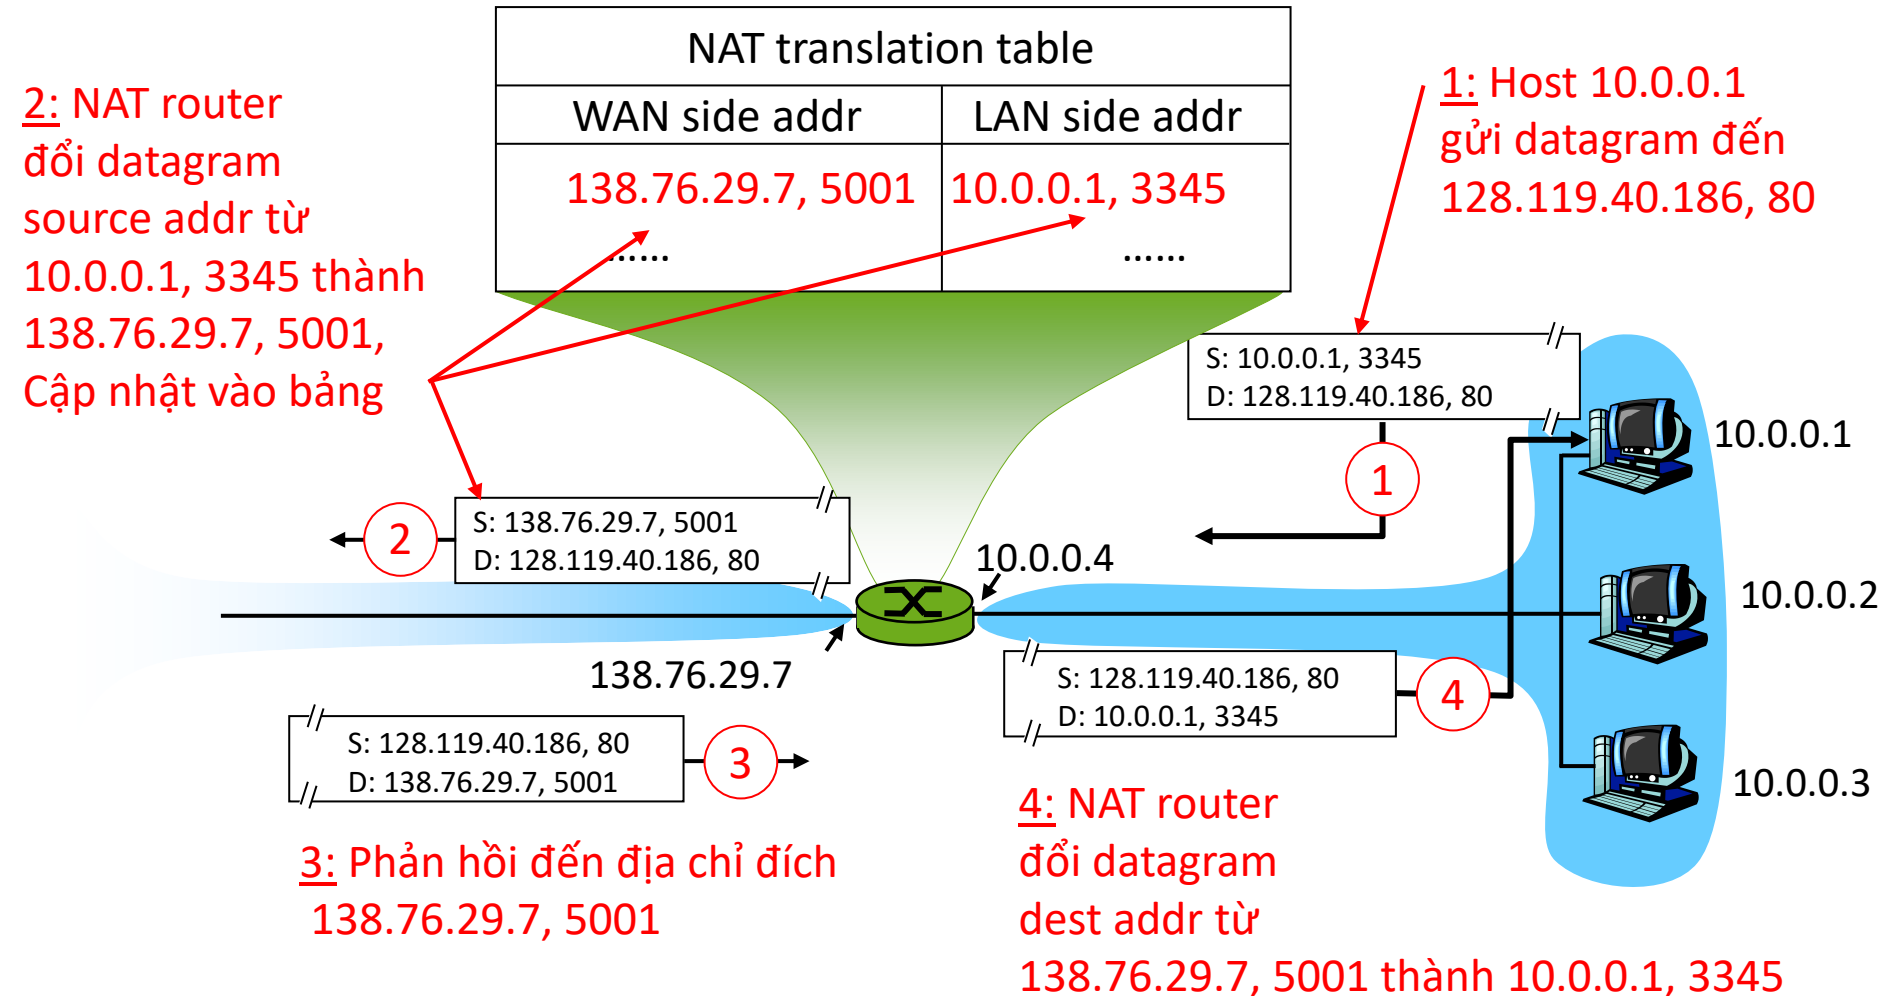 NAT translation table
WAN side addr
LAN side addr
138.76.29.7, 5001
10.0.0.1, 3345
……
……
2: NAT router
đổi datagram
source addr từ
10.0.0.1, 3345 thành
138.76.29.7, 5001,
Cập nhật vào bảng
1: Host 10.0.0.1
gửi datagram đến
128.119.40.186, 80
S: 10.0.0.1, 3345
D: 128.119.40.186, 80
1
10.0.0.1
2
S: 138.76.29.7, 5001
D: 128.119.40.186, 80
10.0.0.4
10.0.0.2
138.76.29.7
S: 128.119.40.186, 80
D: 10.0.0.1, 3345
4
S: 128.119.40.186, 80
D: 138.76.29.7, 5001
3
10.0.0.3
3: Phản hồi đến địa chỉ đích
138.76.29.7, 5001
4: NAT router
đổi datagram
dest addr từ
138.76.29.7, 5001 thành 10.0.0.1, 3345